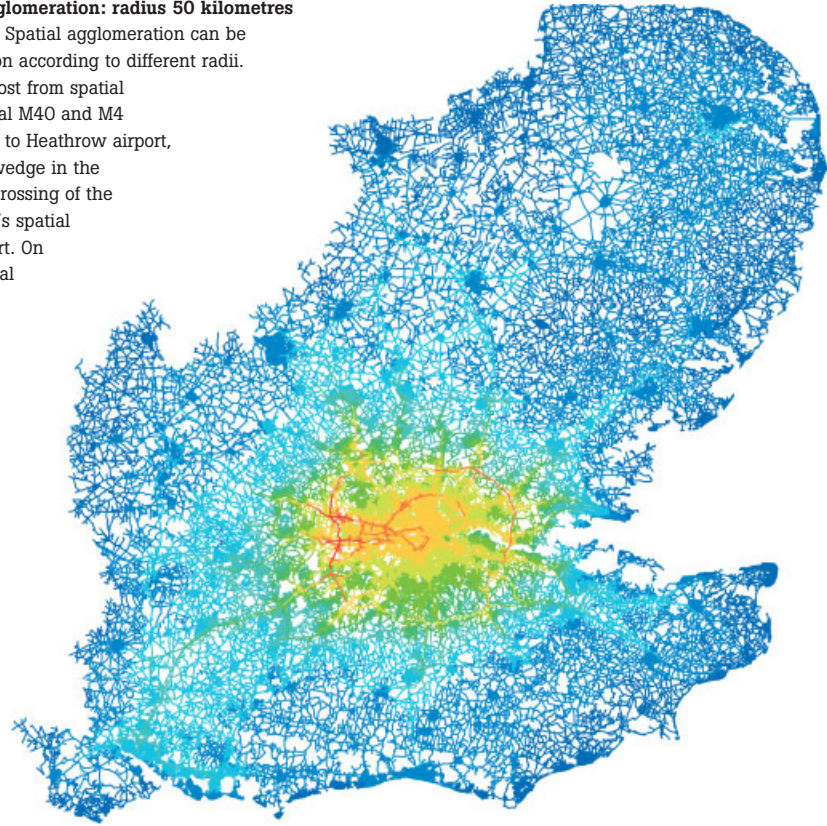 glomeration: radius 50 kilometres
Spatial agglomeration can be
on according to different radii.
ost from spatial
al M40 and M4
to Heathrow airport,
wedge in the
rossing of the
's spatial
rt. On
al